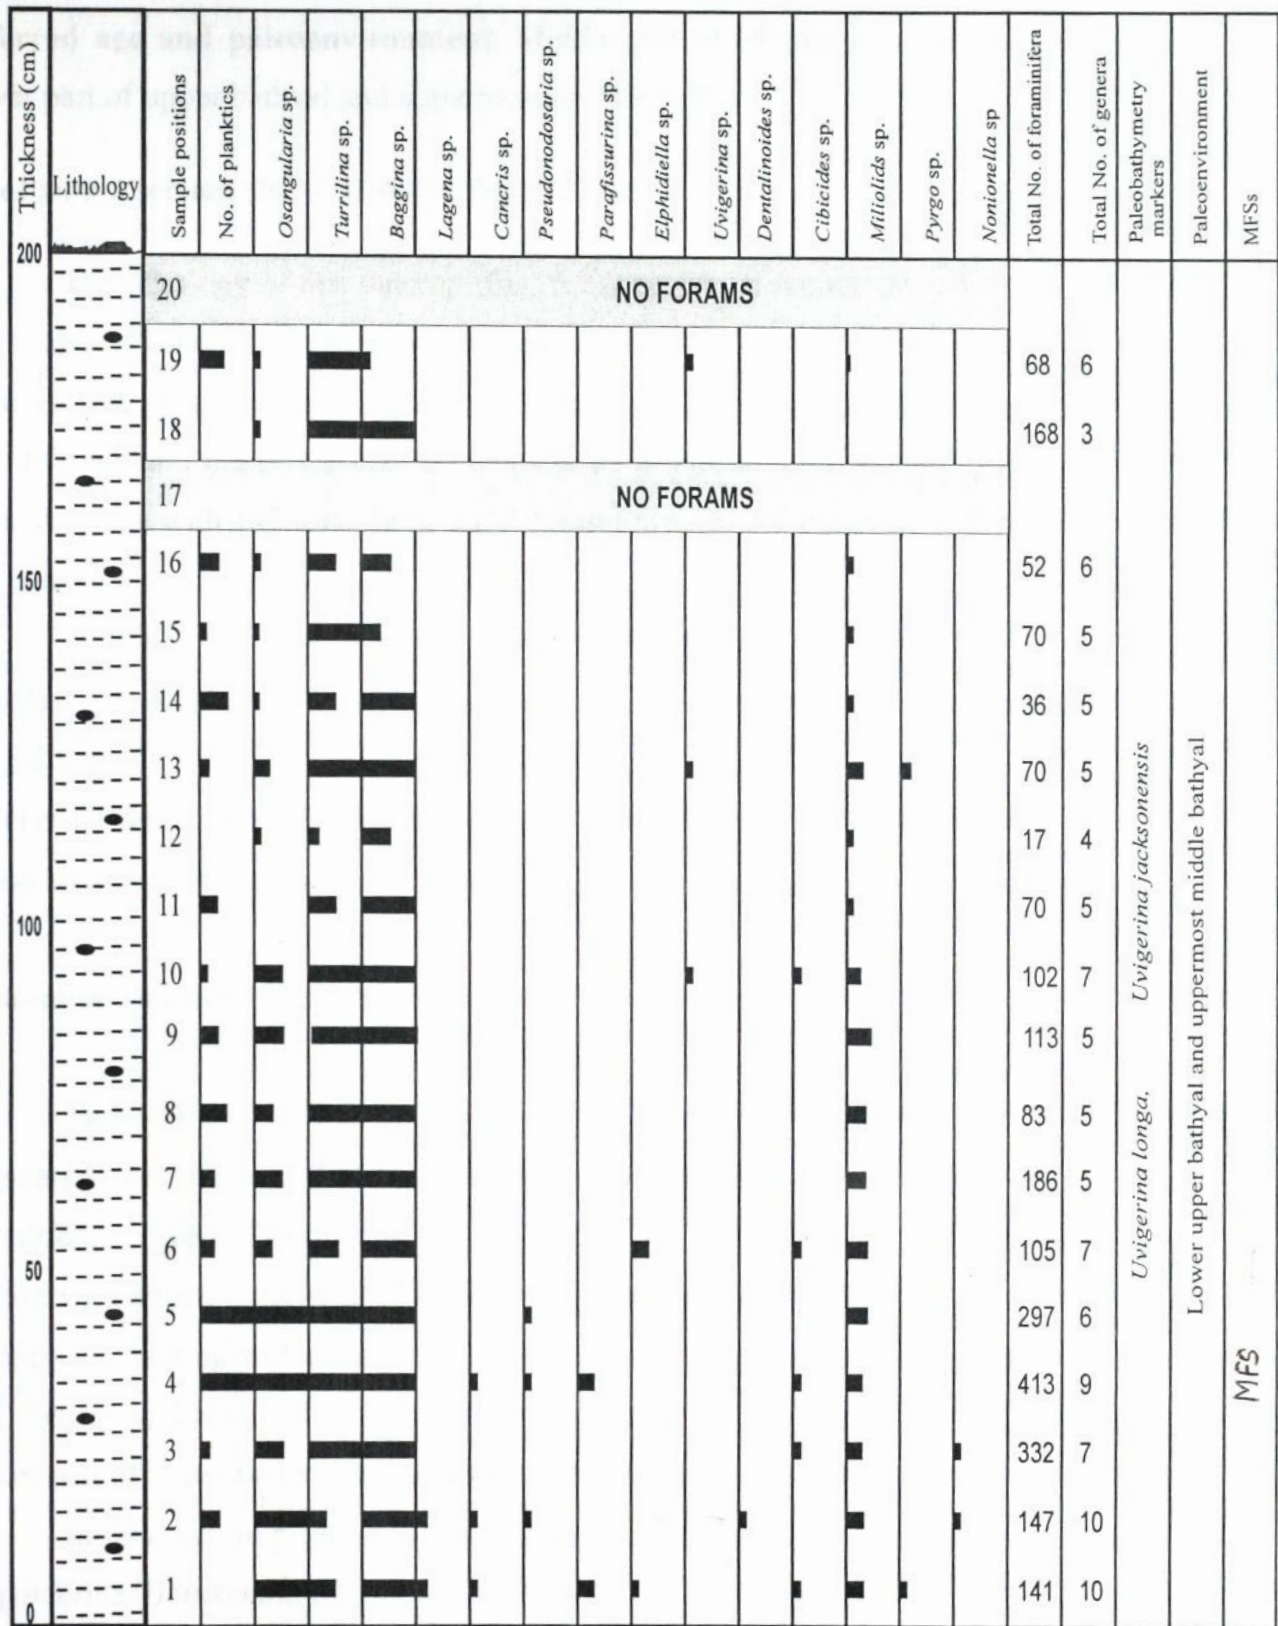 Thickness (cm)
Lithology
Sample positions
No. of planktics
Osangularia sp.
Turrilina sp.
Baggina sp.
Lagena sp.
Cancris sp.
Pseudonodosaria sp.
Parafissurina sp.
Elphidiella sp.
Uvigerina sp.
Dentalinoides sp.
Cibicides sp.
Miliolids sp.
Pyrgo sp.
Nonionella sp
Total No. of foraminifera
Total No. of genera
Paleobathymetry
markers
Paleoenvironment
MFSs
200
20 NO FORAMS
19 68 6
18 168 3
17 NO FORAMS
16 52 6
150
15 70 5
14 36 5
13 70 5
12 17 4
11 70 5
100
10 102 7
9 113 5
8 83 5
7 186 5
6 105 7
50
5 297 6
4 413 9
3 332 7
2 147 10
1 141 10
0
Uvigerina longa.
Uvigerina jacksonensis
Lower upper bathyal and uppermost middle bathyal
MFS